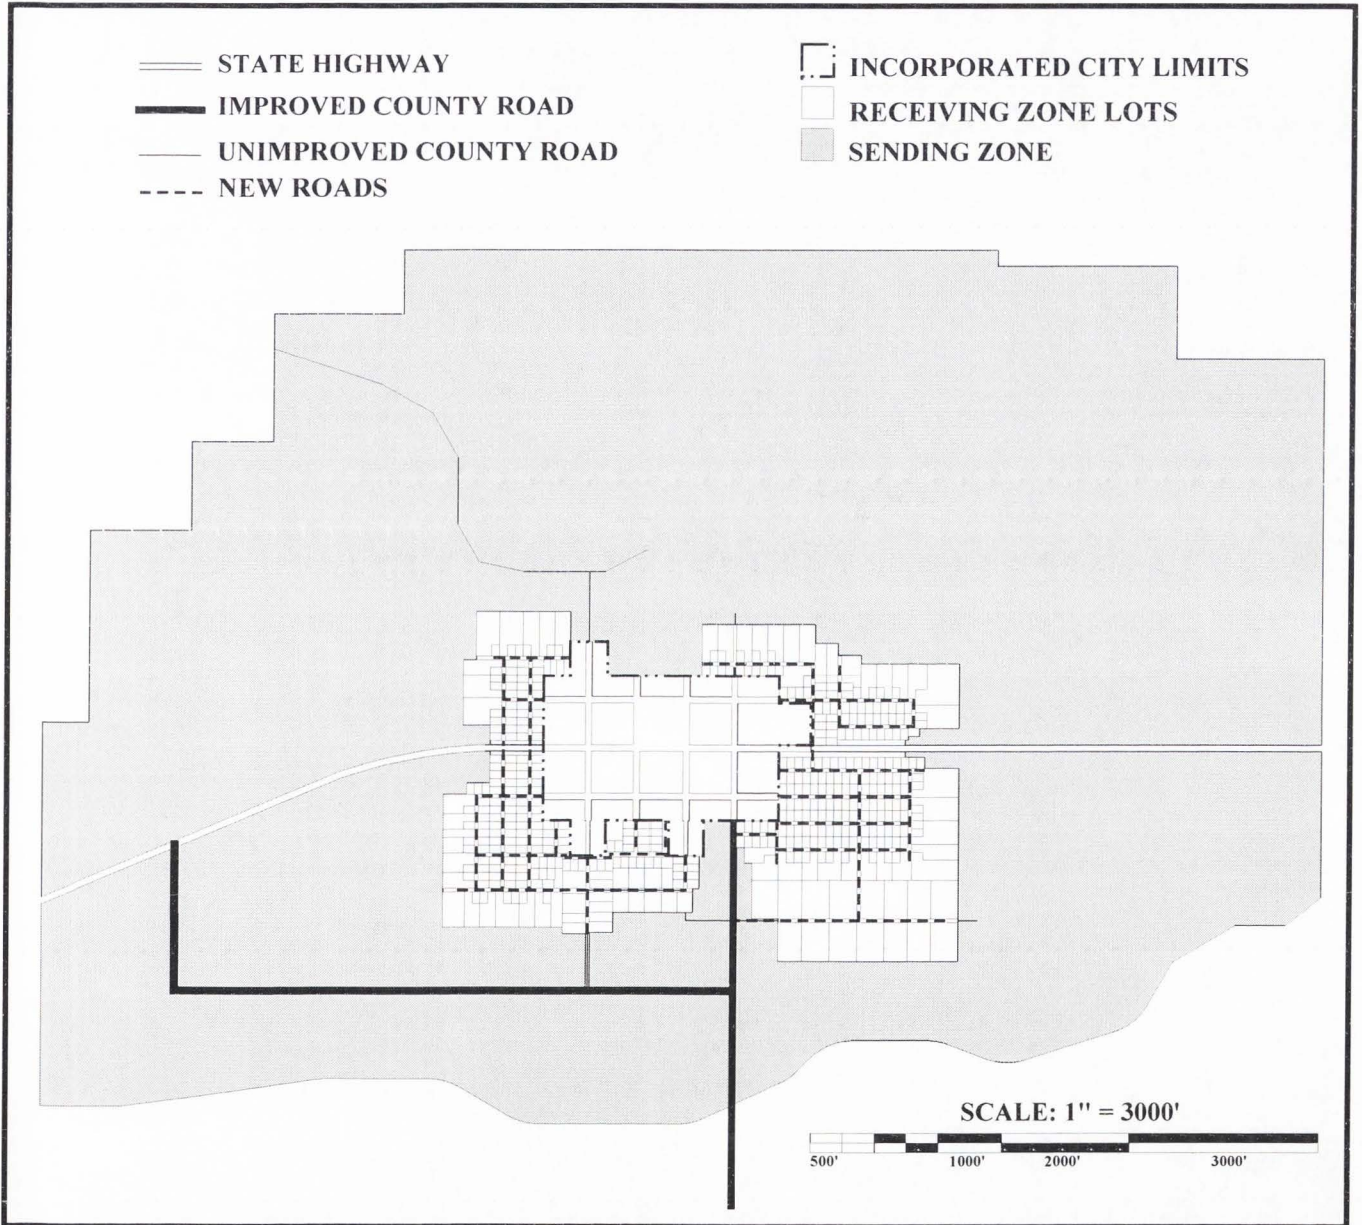 STATE HIGHWAY
IMPROVED COUNTY ROAD
UNIMPROVED COUNTY ROAD
NEW ROADS
INCORPORATED CITY LIMITS
RECEIVING ZONE LOTS
SENDING ZONE
SCALE: 1" = 3000'
500' 1000' 2000' 3000'